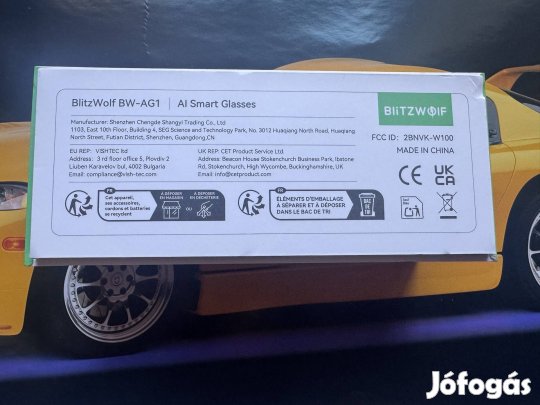 BlitzWolf BW-AG1 | AI Smart Glasses
BLITZWOLF
Manufacturer: Shenzhen Chengde Shangyi Trading Co., Ltd
1103, East 10th Floor, Building 4, SEG Science and Technology Park, No. 3012 Huaqiang North Road, Huaqiang
North Street, Futian District, Shenzhen, Guangdong,CN
FCC ID: 2BNVK-W100
MADE IN CHINA
EU REP: VISHTEC ltd
Address: 3 rd floor office 5, Plovdiv 2
Liuben Karavelov bul, 4002 Bulgaria
Email: compliance@vish-tec.com
UK REP: CET Product Service Ltd.
Address: Beacon House Stokenchurch Business Park, Ibstone
Rd, Stokenchurch, High Wycombe, Buckinghamshire, UK
Email: info@cetproduct.com
CE
UK
CA
FR
Cet appareil,
ses accessoires,
cordons et batteries
se recyclent
À DÉPOSER
EN MAGASIN
OU
À DÉPOSER
EN DÉCHÈTERIE
FR
ÉLÉMENTS D'EMBALLAGE
À SÉPARER ET À DÉPOSER
DANS LE BAC DE TRI
BAC
DE
TRI
Jófogás